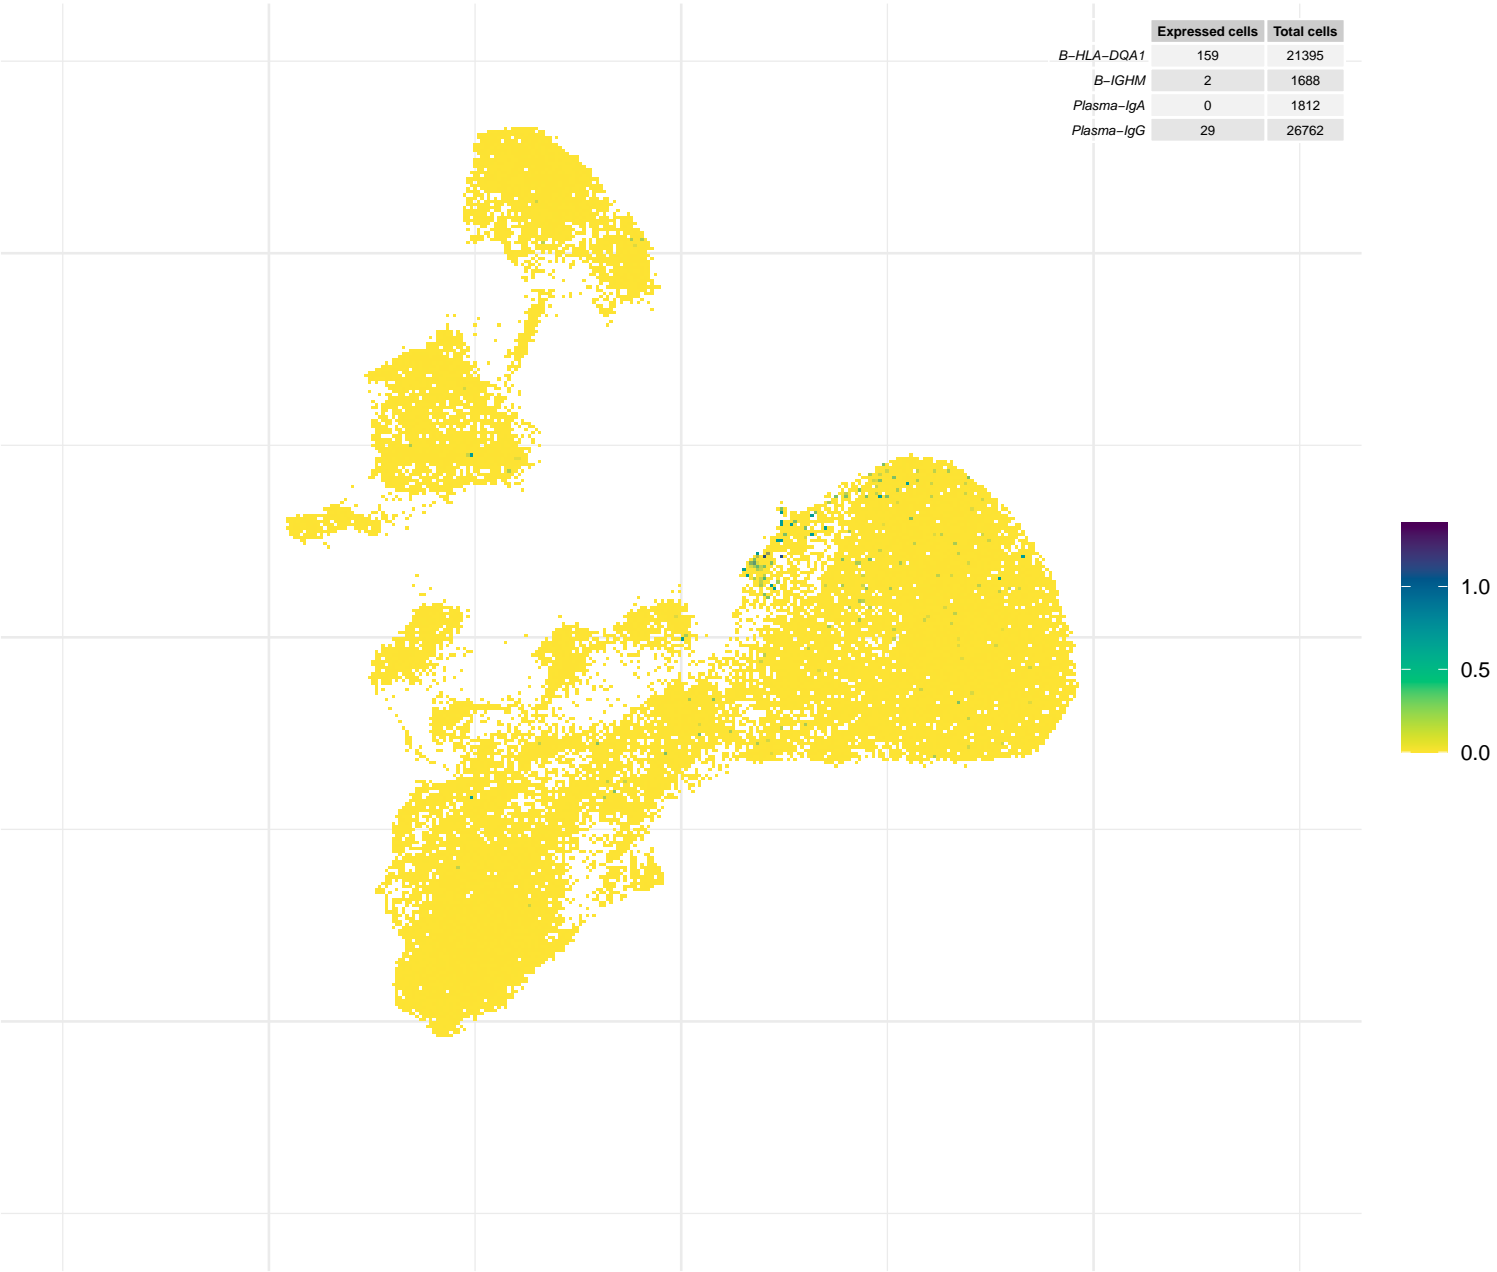 Expressed cells Total cells
B−HLA−DQA1 159 21395
B−IGHM 2 1688
Plasma−IgA 0 1812
Plasma−IgG 29 26762
1.0
0.5
0.0